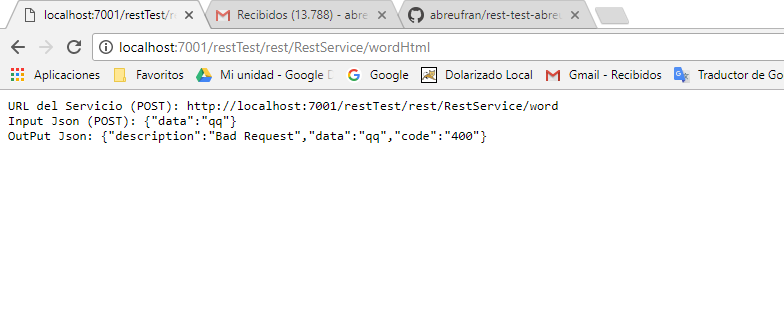 localhost:7001/restTest/r
Recibidos (13.788) - abre
abreufran/rest-test-abreu
localhost:7001/restTest/rest/RestService/wordHtml
Aplicaciones Favoritos Mi unidad - Google D Google Dolarizado Local Gmail - Recibidos Traductor de Go
URL del Servicio (POST): http://localhost:7001/restTest/rest/RestService/word
Input Json (POST): {"data":"qq"}
OutPut Json: {"description":"Bad Request","data":"qq","code":"400"}